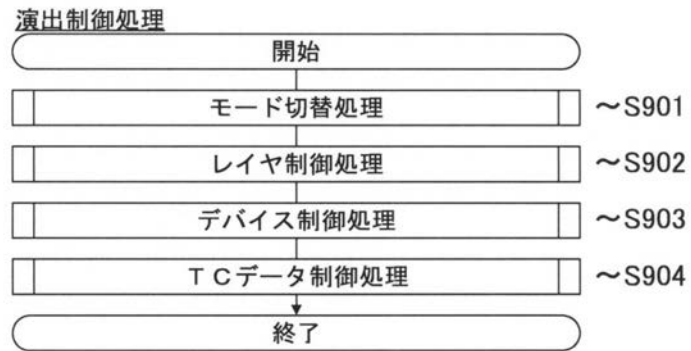 演出制御処理
開始
モード切替処理 ～S901
レイヤ制御処理 ～S902
デバイス制御処理 ～S903
ＴＣデータ制御処理 ～S904
終了